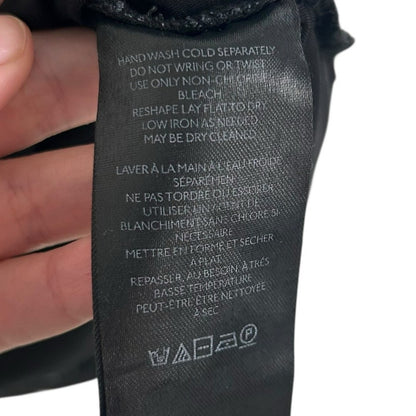 HAND WASH COLD SEPARATELY
DO NOT WRING OR TWIST
USE ONLY NON-CHLORINE
BLEACH
RESHAPE LAY FLAT TO DRY
LOW IRON AS NEEDED
MAY BE DRY CLEANED
LAVER À LA MAIN À L'EAU FROIDE
SÉPARÉMENT
NE PAS TORDRE OU ESSORER
UTILISER UN AGENT DE
BLANCHIMENT SANS CHLORE SI
NÉCESSAIRE
METTRE EN FORME ET SÉCHER
À PLAT
REPASSER, AU BESOIN, À TRÈS
BASSE TEMPÉRATURE
PEUT-ÊTRE ÊTRE NETTOYÉE
À SEC
P